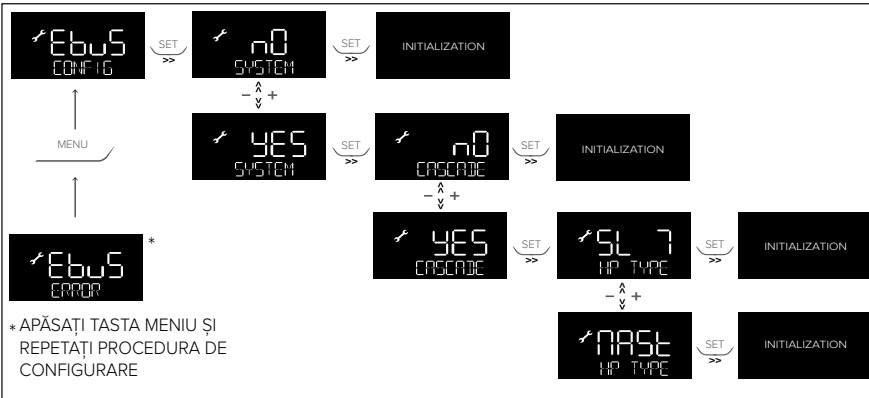 EbuS
CONFIG
SET
>>
nO
SYSTEM
SET
>>
INITIALIZATION
- +
MENU
YES
SYSTEM
SET
>>
nO
CASCADE
SET
>>
INITIALIZATION
- +
YES
CASCADE
SET
>>
SL 7
HP TYPE
SET
>>
INITIALIZATION
EbuS
ERROR
*
- +
MASt
HP TYPE
SET
>>
INITIALIZATION
* APĂSAȚI TASTA MENIU ȘI
REPETAȚI PROCEDURA DE
CONFIGURARE